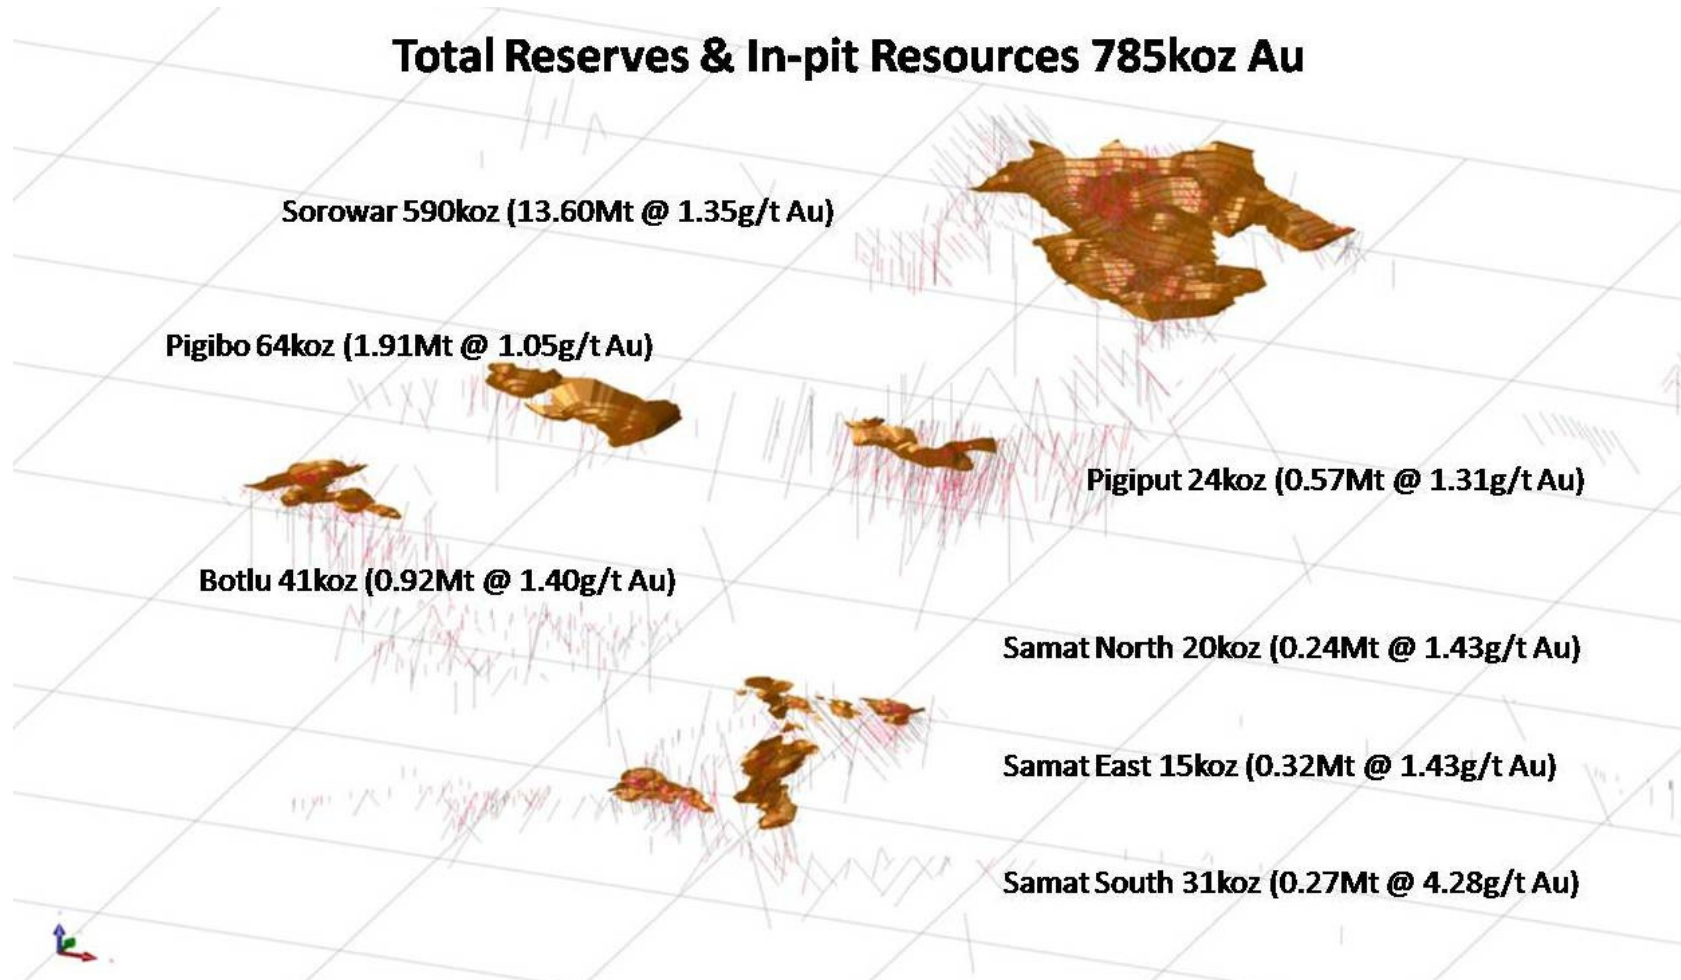 Total Reserves & In-pit Resources 785koz Au
Sorowar 590koz (13.60Mt @ 1.35g/t Au)
Pigibo 64koz (1.91Mt @ 1.05g/t Au)
Pigiput 24koz (0.57Mt @ 1.31g/t Au)
Botlu 41koz (0.92Mt @ 1.40g/t Au)
Samat North 20koz (0.24Mt @ 1.43g/t Au)
Samat East 15koz (0.32Mt @ 1.43g/t Au)
Samat South 31koz (0.27Mt @ 4.28g/t Au)